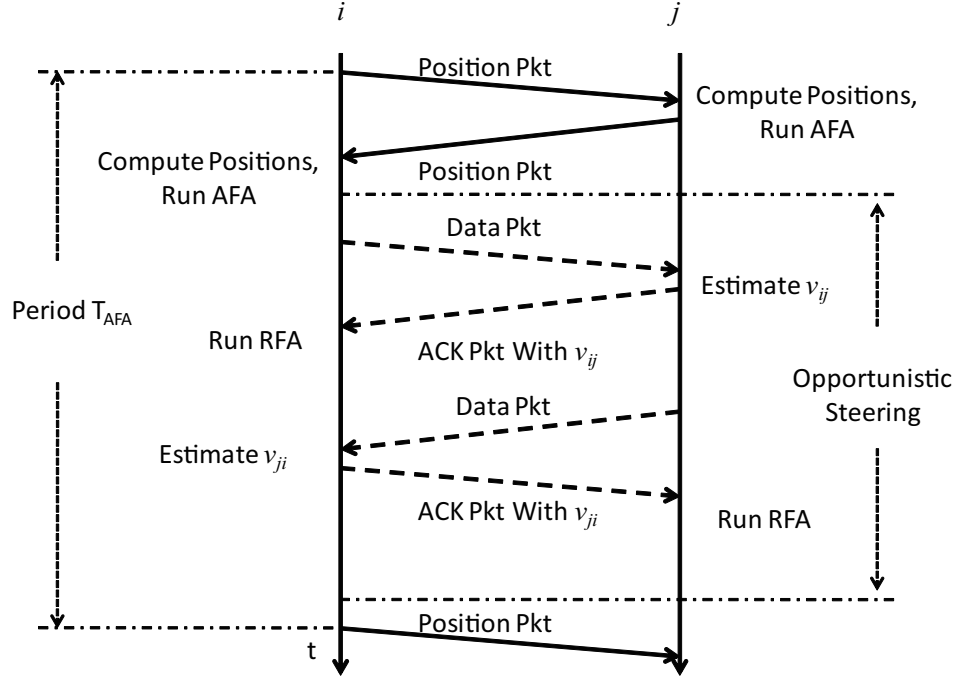 i
j
Position Pkt
Compute Positions,
Run AFA
Compute Positions,
Run AFA
Position Pkt
Data Pkt
Estimate v_ij
Period T_AFA
Run RFA
ACK Pkt With v_ij
Opportunistic
Steering
Data Pkt
Estimate v_ji
ACK Pkt With v_ji
Run RFA
Position Pkt
t